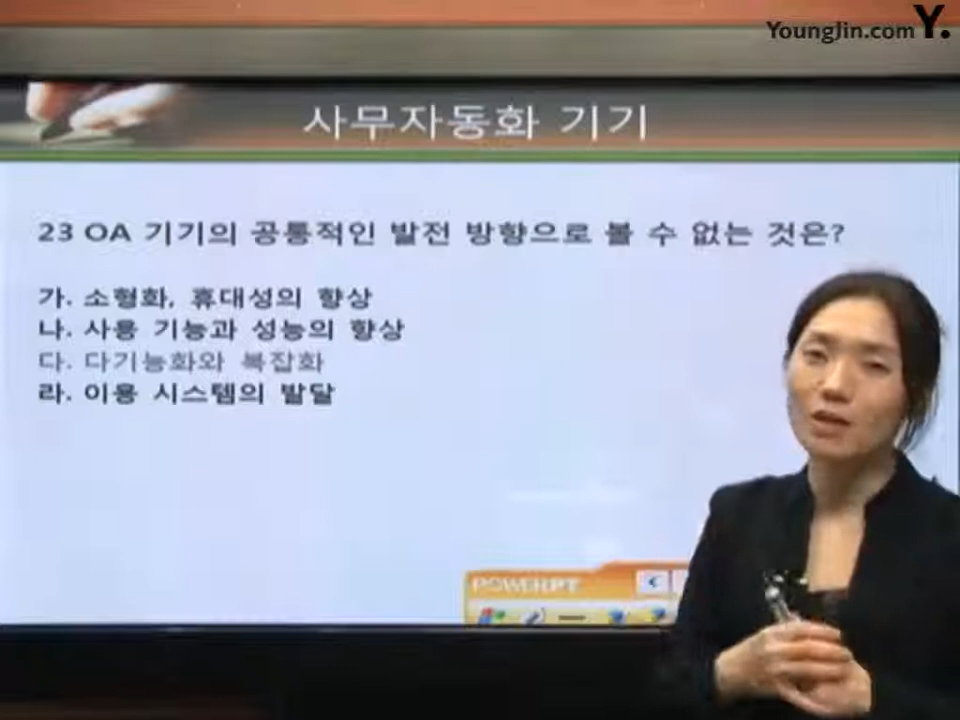 YoungJin.com Y.
사무자동화 기기
23 OA 기기의 공통적인 발전 방향으로 볼 수 없는 것은?
가. 소형화, 휴대성의 향상
나. 사용 기능과 성능의 향상
다. 다기능화와 복잡화
라. 이용 시스템의 발달
POWERPT